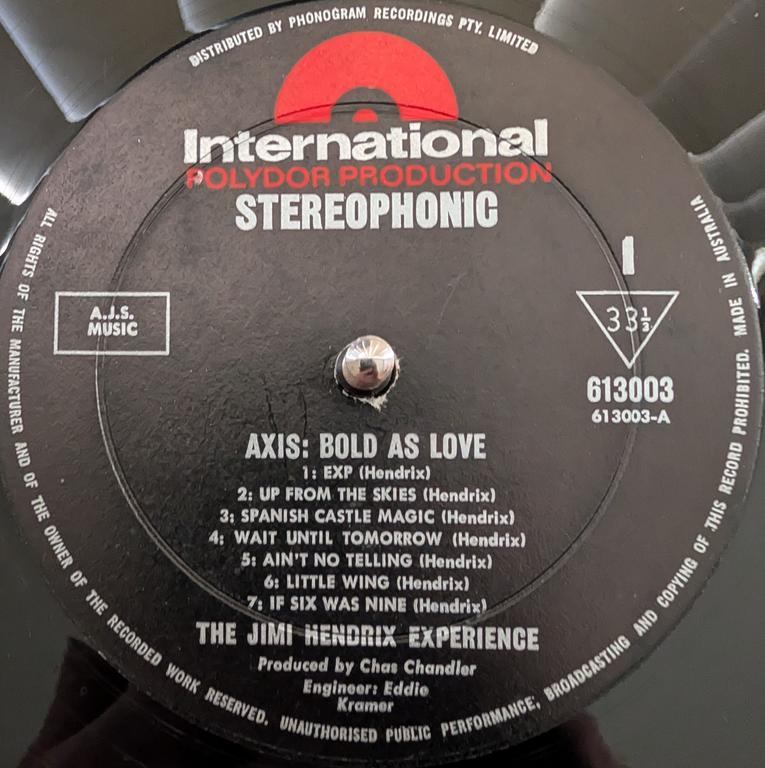 DISTRIBUTED BY PHONOGRAM RECORDINGS PTY. LIMITED
International
POLYDOR PRODUCTION
STEREOPHONIC
1
A.J.S.
MUSIC
33⅓
613003
613003-A
AXIS: BOLD AS LOVE
1: EXP (Hendrix)
2: UP FROM THE SKIES (Hendrix)
3: SPANISH CASTLE MAGIC (Hendrix)
4: WAIT UNTIL TOMORROW (Hendrix)
5: AIN'T NO TELLING (Hendrix)
6: LITTLE WING (Hendrix)
7: IF SIX WAS NINE (Hendrix)
THE JIMI HENDRIX EXPERIENCE
Produced by Chas Chandler
Engineer: Eddie
Kramer
ALL RIGHTS OF THE MANUFACTURER AND OF THE OWNER OF THE RECORDED WORK RESERVED. UNAUTHORISED PUBLIC PERFORMANCE; BROADCASTING AND COPYING OF THIS RECORD PROHIBITED. MADE IN AUSTRALIA